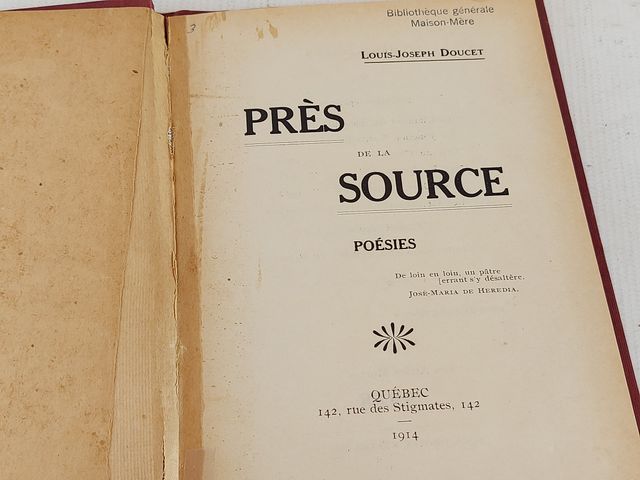 3
Bibliothèque générale
Maison-Mère
Louis-Joseph Doucet
PRÈS
DE LA
SOURCE
POÉSIES
De loin en loin, un pâtre
[errant s'y désaltère.
José-Maria de Heredia.
QUÉBEC
142, rue des Stigmates, 142
1914